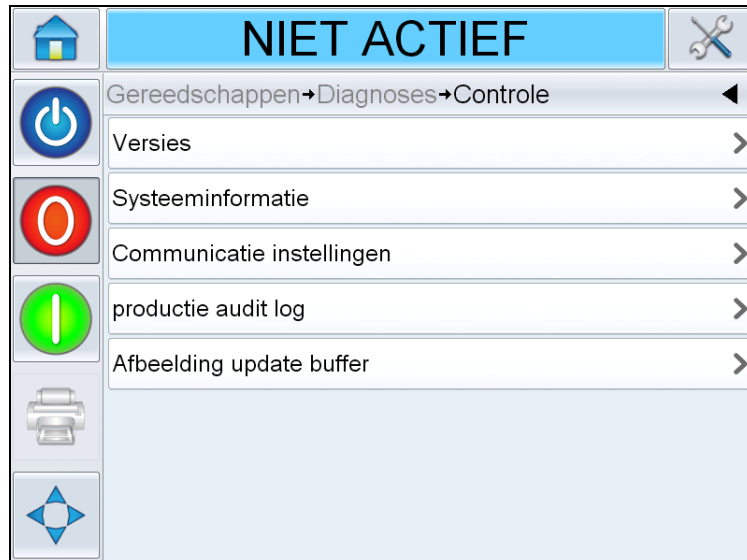 NIET ACTIEF
Gereedschappen→Diagnoses→Controle
Versies
Systeeminformatie
Communicatie instellingen
productie audit log
Afbeelding update buffer